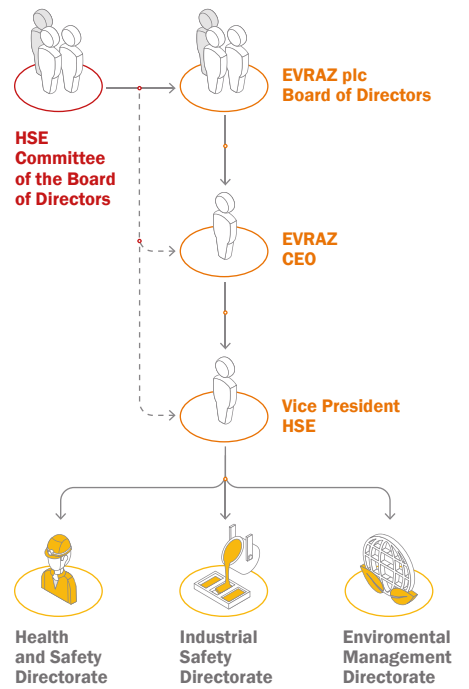 EVRAZ plc
Board of Directors
HSE
Committee
of the Board
of Directors
EVRAZ
CEO
Vice President
HSE
Health
and Safety
Directorate
Industrial
Safety
Directorate
Enviromental
Management
Directorate